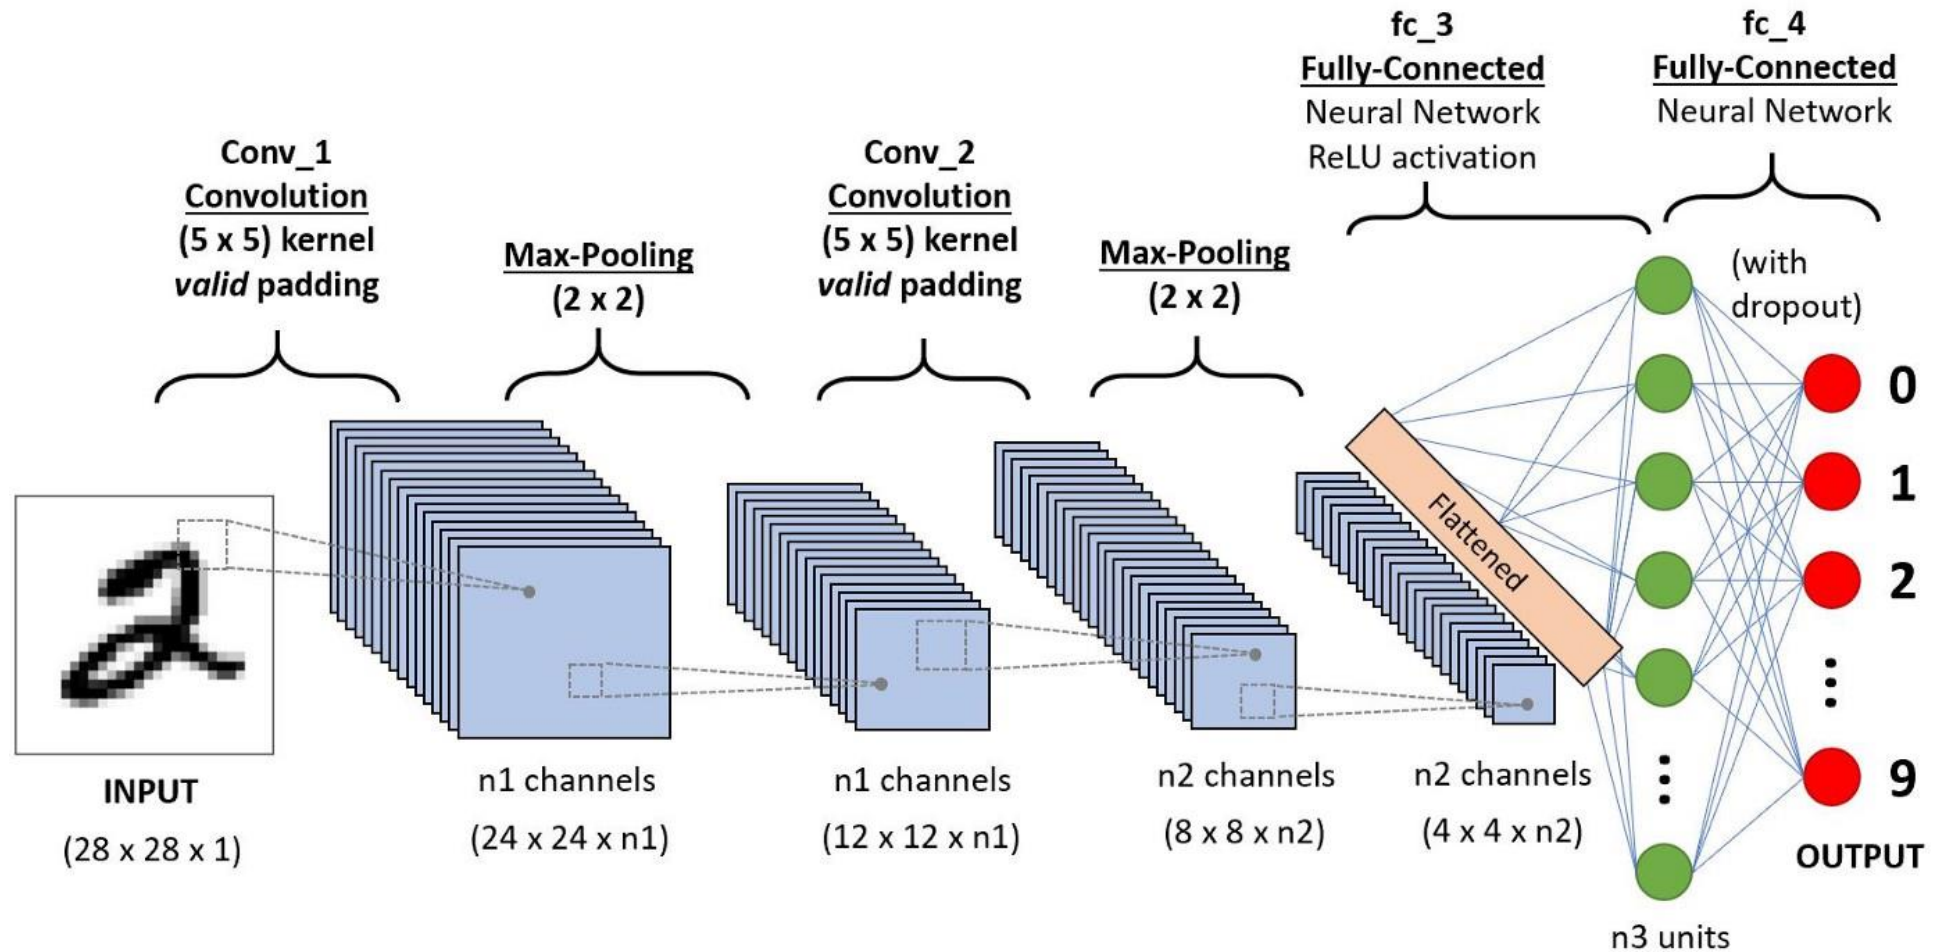 fc_3
Fully-Connected
Neural Network
ReLU activation
fc_4
Fully-Connected
Neural Network
Conv_1
Convolution
(5 x 5) kernel
valid padding
Max-Pooling
(2 x 2)
Conv_2
Convolution
(5 x 5) kernel
valid padding
Max-Pooling
(2 x 2)
(with
dropout)
Flattened
0
1
2
9
INPUT
(28 x 28 x 1)
n1 channels
(24 x 24 x n1)
n1 channels
(12 x 12 x n1)
n2 channels
(8 x 8 x n2)
n2 channels
(4 x 4 x n2)
OUTPUT
n3 units